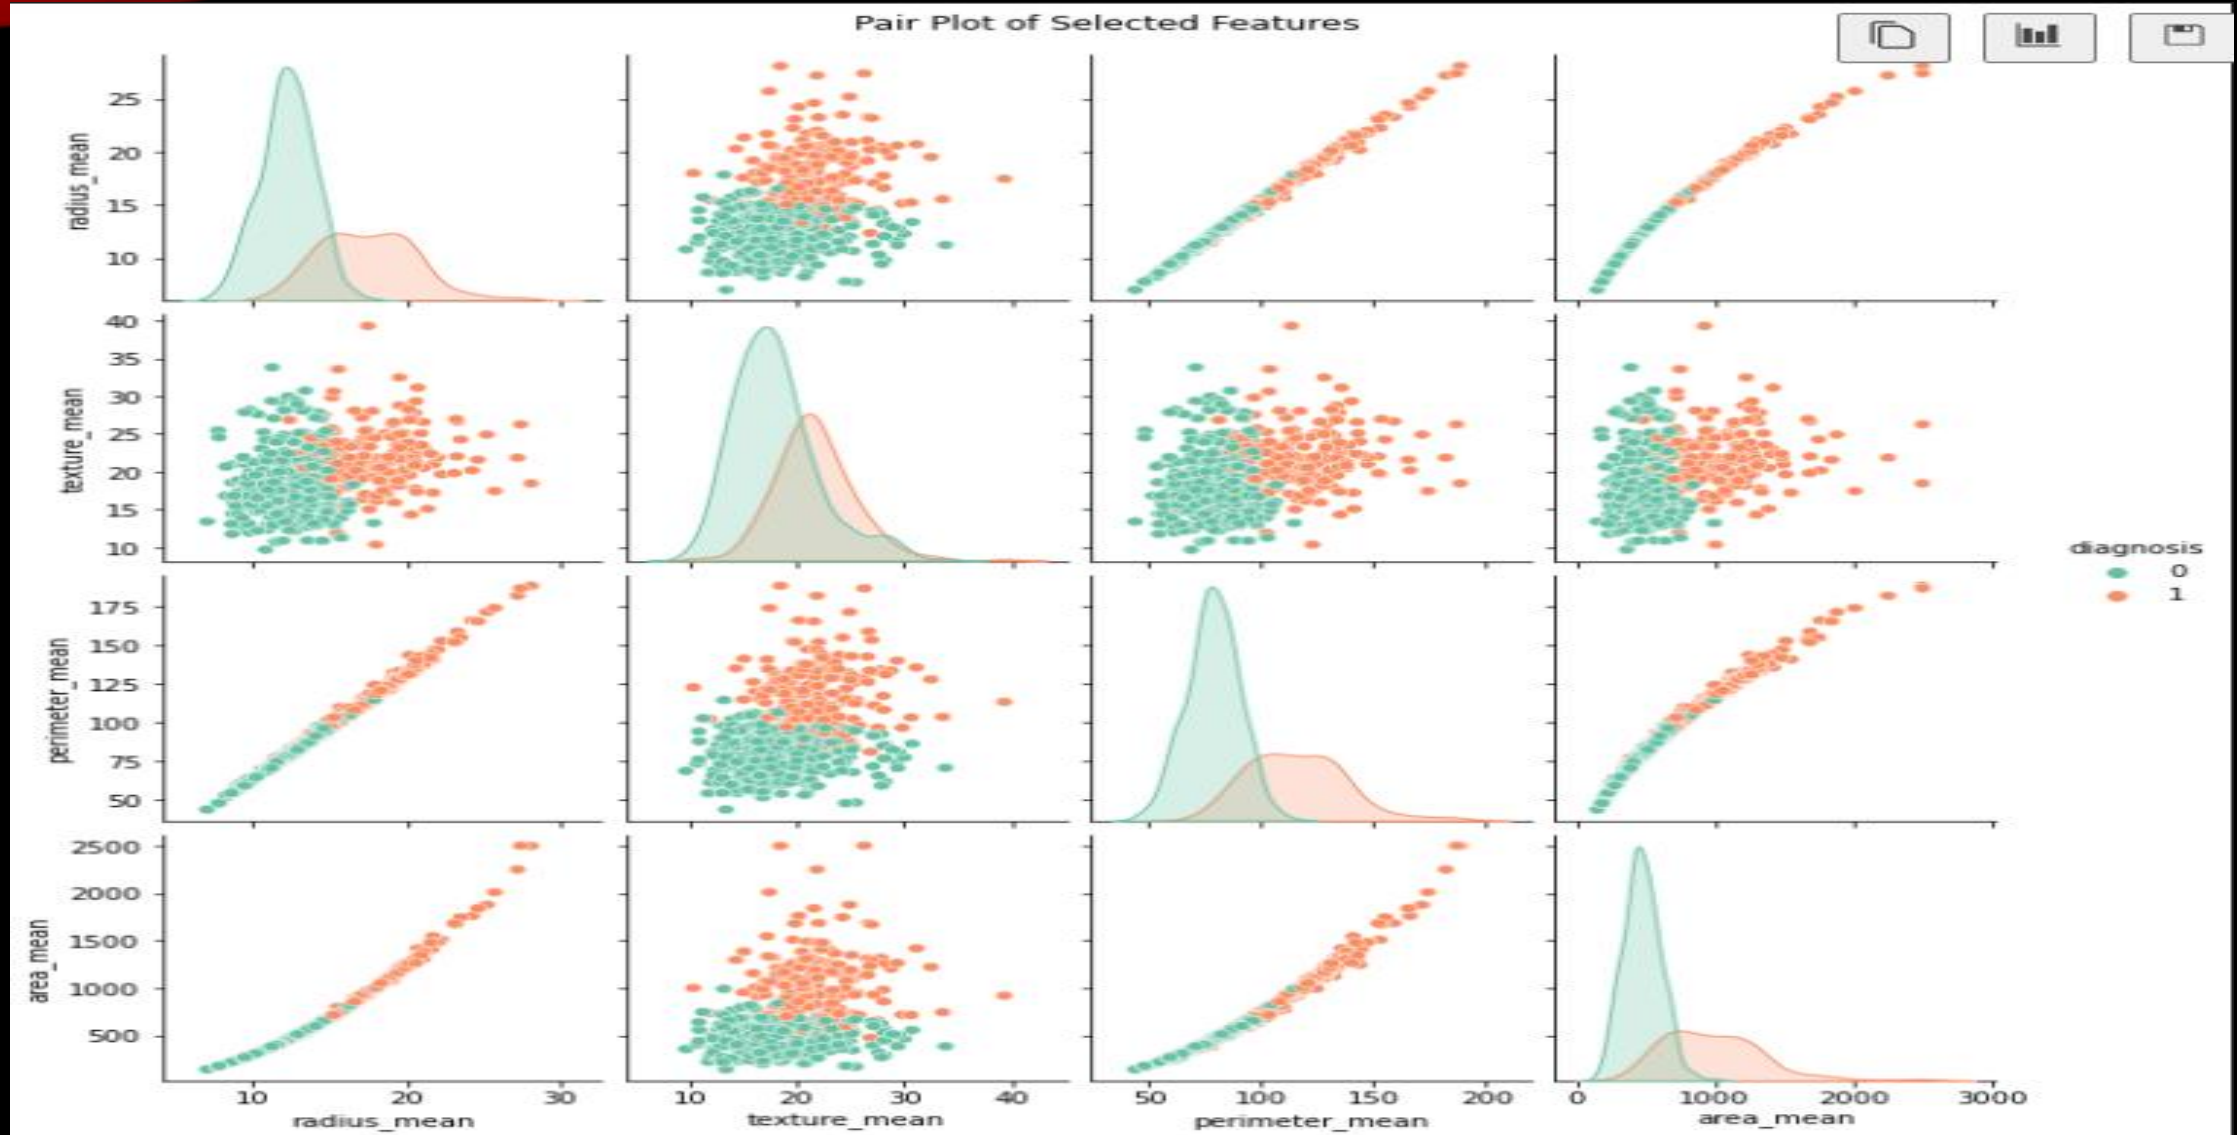 Pair Plot of Selected Features
radius_mean
25
20
15
10
texture_mean
40
35
30
25
20
15
10
perimeter_mean
175
150
125
100
75
50
area_mean
2500
2000
1500
1000
500
10 20 30
radius_mean
10 20 30 40
texture_mean
50 100 150 200
perimeter_mean
0 1000 2000 3000
area_mean
diagnosis
0
1